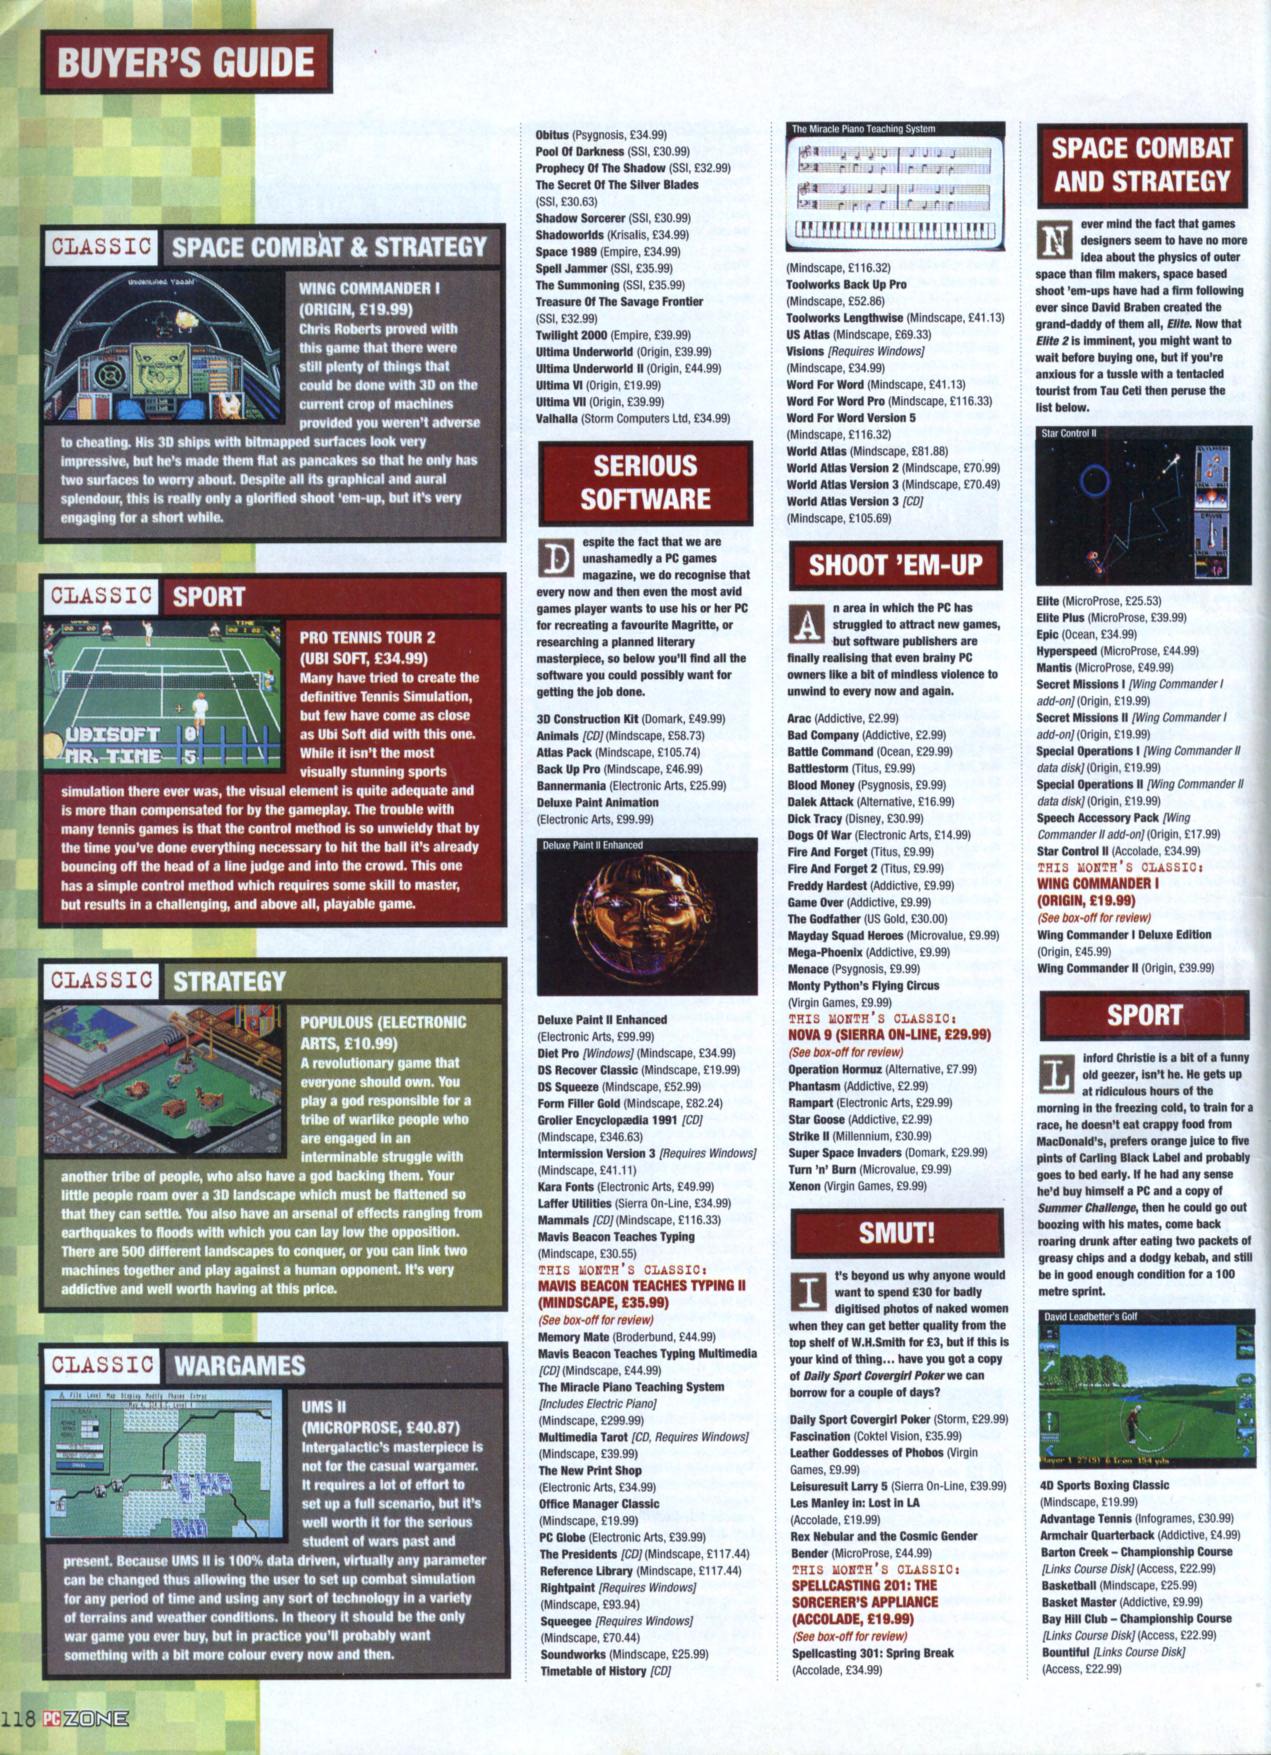 BUYER'S GUIDE
CLASSIC SPACE COMBAT & STRATEGY
Unidentified Yaaah!
WING COMMANDER I
(ORIGIN, £19.99)
Chris Roberts proved with
this game that there were
still plenty of things that
could be done with 3D on the
current crop of machines
provided you weren't adverse
to cheating. His 3D ships with bitmapped surfaces look very
impressive, but he's made them flat as pancakes so that he only has
two surfaces to worry about. Despite all its graphical and aural
splendour, this is really only a glorified shoot 'em-up, but it's very
engaging for a short while.
CLASSIC SPORT
TIME
UBISOFT 0
MR. TIME 5
PRO TENNIS TOUR 2
(UBI SOFT, £34.99)
Many have tried to create the
definitive Tennis Simulation,
but few have come as close
as Ubi Soft did with this one.
While it isn't the most
visually stunning sports
simulation there ever was, the visual element is quite adequate and
is more than compensated for by the gameplay. The trouble with
many tennis games is that the control method is so unwieldy that by
the time you've done everything necessary to hit the ball it's already
bouncing off the head of a line judge and into the crowd. This one
has a simple control method which requires some skill to master,
but results in a challenging, and above all, playable game.
CLASSIC STRATEGY
POPULOUS (ELECTRONIC
ARTS, £10.99)
A revolutionary game that
everyone should own. You
play a god responsible for a
tribe of warlike people who
are engaged in an
interminable struggle with
another tribe of people, who also have a god backing them. Your
little people roam over a 3D landscape which must be flattened so
that they can settle. You also have an arsenal of effects ranging from
earthquakes to floods with which you can lay low the opposition.
There are 500 different landscapes to conquer, or you can link two
machines together and play against a human opponent. It's very
addictive and well worth having at this price.
CLASSIC WARGAMES
File Level Map Display Modify Phases Extras
UMS II
(MICROPROSE, £40.87)
Intergalactic's masterpiece is
not for the casual wargamer.
It requires a lot of effort to
set up a full scenario, but it's
well worth it for the serious
student of wars past and
present. Because UMS II is 100% data driven, virtually any parameter
can be changed thus allowing the user to set up combat simulation
for any period of time and using any sort of technology in a variety
of terrains and weather conditions. In theory it should be the only
war game you ever buy, but in practice you'll probably want
something with a bit more colour every now and then.
Obitus (Psygnosis, £34.99)
Pool Of Darkness (SSI, £30.99)
Prophecy Of The Shadow (SSI, £32.99)
The Secret Of The Silver Blades
(SSI, £30.63)
Shadow Sorcerer (SSI, £30.99)
Shadoworlds (Krisalis, £34.99)
Space 1989 (Empire, £34.99)
Spell Jammer (SSI, £35.99)
The Summoning (SSI, £35.99)
Treasure Of The Savage Frontier
(SSI, £32.99)
Twilight 2000 (Empire, £39.99)
Ultima Underworld (Origin, £39.99)
Ultima Underworld II (Origin, £44.99)
Ultima VI (Origin, £19.99)
Ultima VII (Origin, £39.99)
Valhalla (Storm Computers Ltd, £34.99)
SERIOUS
SOFTWARE
Despite the fact that we are
unashamedly a PC games
magazine, we do recognise that
every now and then even the most avid
games player wants to use his or her PC
for recreating a favourite Magritte, or
researching a planned literary
masterpiece, so below you'll find all the
software you could possibly want for
getting the job done.
3D Construction Kit (Domark, £49.99)
Animals [CD] (Mindscape, £58.73)
Atlas Pack (Mindscape, £105.74)
Back Up Pro (Mindscape, £46.99)
Bannermania (Electronic Arts, £25.99)
Deluxe Paint Animation
(Electronic Arts, £99.99)
Deluxe Paint II Enhanced
Deluxe Paint II Enhanced
(Electronic Arts, £99.99)
Diet Pro [Windows] (Mindscape, £34.99)
DS Recover Classic (Mindscape, £19.99)
DS Squeeze (Mindscape, £52.99)
Form Filler Gold (Mindscape, £82.24)
Grolier Encyclopædia 1991 [CD]
(Mindscape, £346.63)
Intermission Version 3 [Requires Windows]
(Mindscape, £41.11)
Kara Fonts (Electronic Arts, £49.99)
Laffer Utilities (Sierra On-Line, £34.99)
Mammals [CD] (Mindscape, £116.33)
Mavis Beacon Teaches Typing
(Mindscape, £30.55)
THIS MONTH'S CLASSIC:
MAVIS BEACON TEACHES TYPING II
(MINDSCAPE, £35.99)
(See box-off for review)
Memory Mate (Broderbund, £44.99)
Mavis Beacon Teaches Typing Multimedia
[CD] (Mindscape, £44.99)
The Miracle Piano Teaching System
[Includes Electric Piano]
(Mindscape, £299.99)
Multimedia Tarot [CD, Requires Windows]
(Mindscape, £39.99)
The New Print Shop
(Electronic Arts, £34.99)
Office Manager Classic
(Mindscape, £19.99)
PC Globe (Electronic Arts, £39.99)
The Presidents [CD] (Mindscape, £117.44)
Reference Library (Mindscape, £117.44)
Rightpaint [Requires Windows]
(Mindscape, £93.94)
Squeegee [Requires Windows]
(Mindscape, £70.44)
Soundworks (Mindscape, £25.99)
Timetable of History [CD]
The Miracle Piano Teaching System
(Mindscape, £116.32)
Toolworks Back Up Pro
(Mindscape, £52.86)
Toolworks Lengthwise (Mindscape, £41.13)
US Atlas (Mindscape, £69.33)
Visions [Requires Windows]
(Mindscape, £34.99)
Word For Word (Mindscape, £41.13)
Word For Word Pro (Mindscape, £116.33)
Word For Word Version 5
(Mindscape, £116.32)
World Atlas (Mindscape, £81.88)
World Atlas Version 2 (Mindscape, £70.99)
World Atlas Version 3 (Mindscape, £70.49)
World Atlas Version 3 [CD]
(Mindscape, £105.69)
SHOOT 'EM-UP
An area in which the PC has
struggled to attract new games,
but software publishers are
finally realising that even brainy PC
owners like a bit of mindless violence to
unwind to every now and again.
Arac (Addictive, £2.99)
Bad Company (Addictive, £2.99)
Battle Command (Ocean, £29.99)
Battlestorm (Titus, £9.99)
Blood Money (Psygnosis, £9.99)
Dalek Attack (Alternative, £16.99)
Dick Tracy (Disney, £30.99)
Dogs Of War (Electronic Arts, £14.99)
Fire And Forget (Titus, £9.99)
Fire And Forget 2 (Titus, £9.99)
Freddy Hardest (Addictive, £9.99)
Game Over (Addictive, £9.99)
The Godfather (US Gold, £30.00)
Mayday Squad Heroes (Microvalue, £9.99)
Mega-Phoenix (Addictive, £9.99)
Menace (Psygnosis, £9.99)
Monty Python's Flying Circus
(Virgin Games, £9.99)
THIS MONTH'S CLASSIC:
NOVA 9 (SIERRA ON-LINE, £29.99)
(See box-off for review)
Operation Hormuz (Alternative, £7.99)
Phantasm (Addictive, £2.99)
Rampart (Electronic Arts, £29.99)
Star Goose (Addictive, £2.99)
Strike II (Millennium, £30.99)
Super Space Invaders (Domark, £29.99)
Turn 'n' Burn (Microvalue, £9.99)
Xenon (Virgin Games, £9.99)
SMUT!
It's beyond us why anyone would
want to spend £30 for badly
digitised photos of naked women
when they can get better quality from the
top shelf of W.H.Smith for £3, but if this is
your kind of thing... have you got a copy
of Daily Sport Covergirl Poker we can
borrow for a couple of days?
Daily Sport Covergirl Poker (Storm, £29.99)
Fascination (Coktel Vision, £35.99)
Leather Goddesses of Phobos (Virgin
Games, £9.99)
Leisuresuit Larry 5 (Sierra On-Line, £39.99)
Les Manley in: Lost in LA
(Accolade, £19.99)
Rex Nebular and the Cosmic Gender
Bender (MicroProse, £44.99)
THIS MONTH'S CLASSIC:
SPELLCASTING 201: THE
SORCERER'S APPLIANCE
(ACCOLADE, £19.99)
(See box-off for review)
Spellcasting 301: Spring Break
(Accolade, £34.99)
SPACE COMBAT
AND STRATEGY
Never mind the fact that games
designers seem to have no more
idea about the physics of outer
space than film makers, space based
shoot 'em-ups have had a firm following
ever since David Braben created the
grand-daddy of them all, Elite. Now that
Elite 2 is imminent, you might want to
wait before buying one, but if you're
anxious for a tussle with a tentacled
tourist from Tau Ceti then peruse the
list below.
Star Control II
Elite (MicroProse, £25.53)
Elite Plus (MicroProse, £39.99)
Epic (Ocean, £34.99)
Hyperspeed (MicroProse, £44.99)
Mantis (MicroProse, £49.99)
Secret Missions I [Wing Commander I
add-on] (Origin, £19.99)
Secret Missions II [Wing Commander I
add-on] (Origin, £19.99)
Special Operations I [Wing Commander II
data disk] (Origin, £19.99)
Special Operations II [Wing Commander II
data disk] (Origin, £19.99)
Speech Accessory Pack [Wing
Commander II add-on] (Origin, £17.99)
Star Control II (Accolade, £34.99)
THIS MONTH'S CLASSIC:
WING COMMANDER I
(ORIGIN, £19.99)
(See box-off for review)
Wing Commander I Deluxe Edition
(Origin, £45.99)
Wing Commander II (Origin, £39.99)
SPORT
Linford Christie is a bit of a funny
old geezer, isn't he. He gets up
at ridiculous hours of the
morning in the freezing cold, to train for a
race, he doesn't eat crappy food from
MacDonald's, prefers orange juice to five
pints of Carling Black Label and probably
goes to bed early. If he had any sense
he'd buy himself a PC and a copy of
Summer Challenge, then he could go out
boozing with his mates, come back
roaring drunk after eating two packets of
greasy chips and a dodgy kebab, and still
be in good enough condition for a 100
metre sprint.
David Leadbetter's Golf
Player 1 27(5) 6 Iron 154 yds
4D Sports Boxing Classic
(Mindscape, £19.99)
Advantage Tennis (Infogrames, £30.99)
Armchair Quarterback (Addictive, £4.99)
Barton Creek – Championship Course
[Links Course Disk] (Access, £22.99)
Basketball (Mindscape, £25.99)
Basket Master (Addictive, £9.99)
Bay Hill Club – Championship Course
[Links Course Disk] (Access, £22.99)
Bountiful [Links Course Disk]
(Access, £22.99)
118 PC ZONE